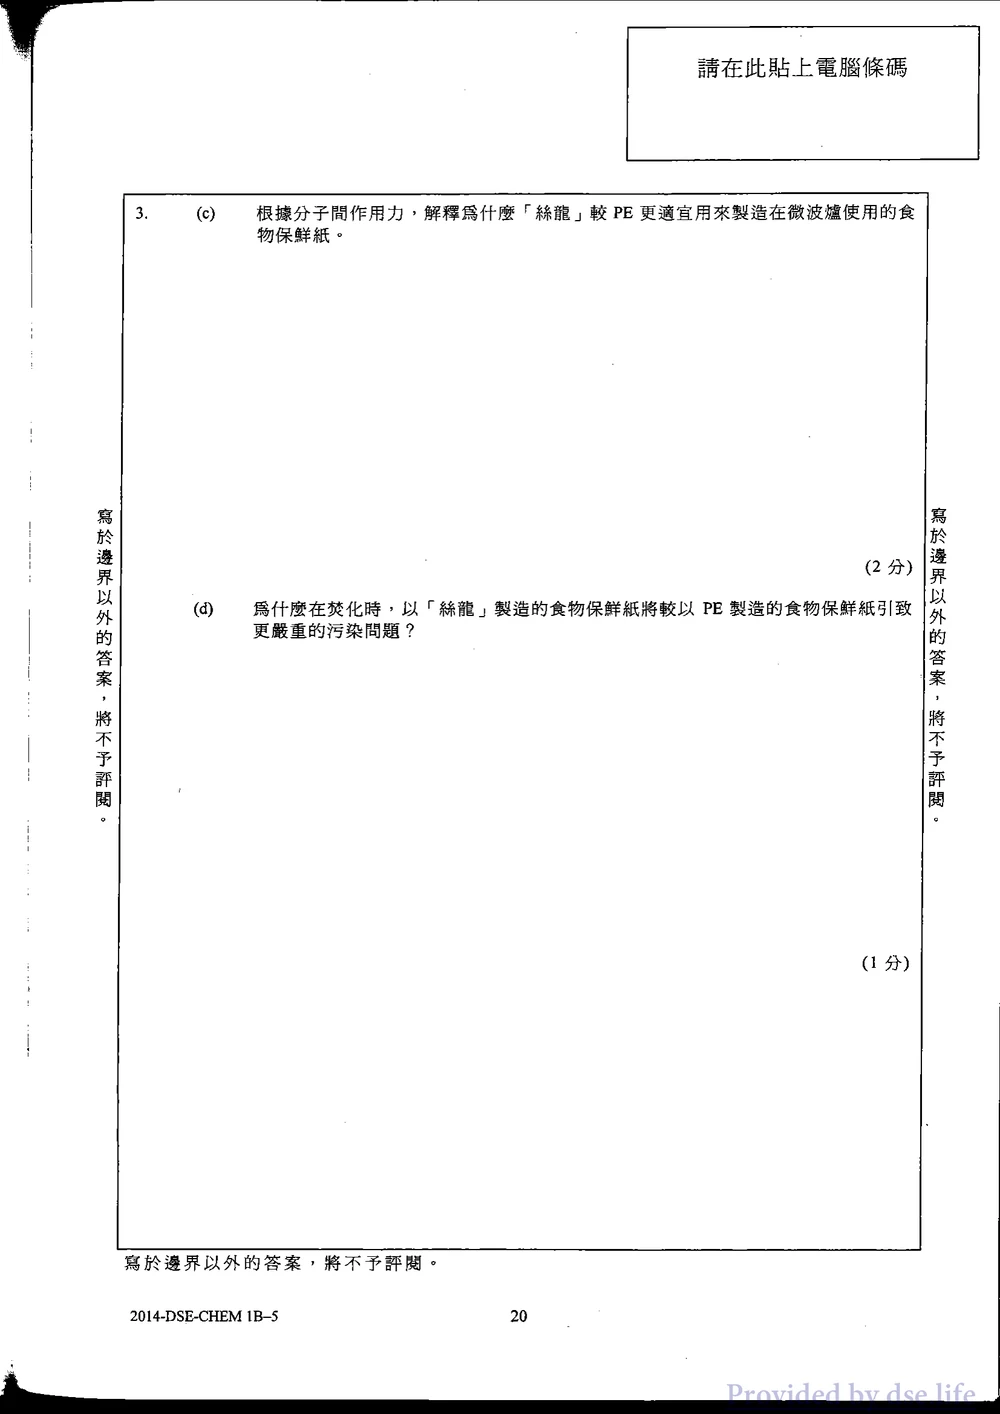 請在此貼上電腦條碼
3. (c) 根據分子間作用力，解釋爲什麼「絲龍」較 PE 更適宜用來製造在微波爐使用的食
物保鮮紙。
(2 分)
(d) 爲什麼在焚化時，以「絲龍」製造的食物保鮮紙將較以 PE 製造的食物保鮮紙引致
更嚴重的污染問題？
(1 分)
寫於邊界以外的答案，將不予評閱。
寫於邊界以外的答案，將不予評閱。
寫於邊界以外的答案，將不予評閱。
2014-DSE-CHEM 1B–5
20
Provided by dse.life